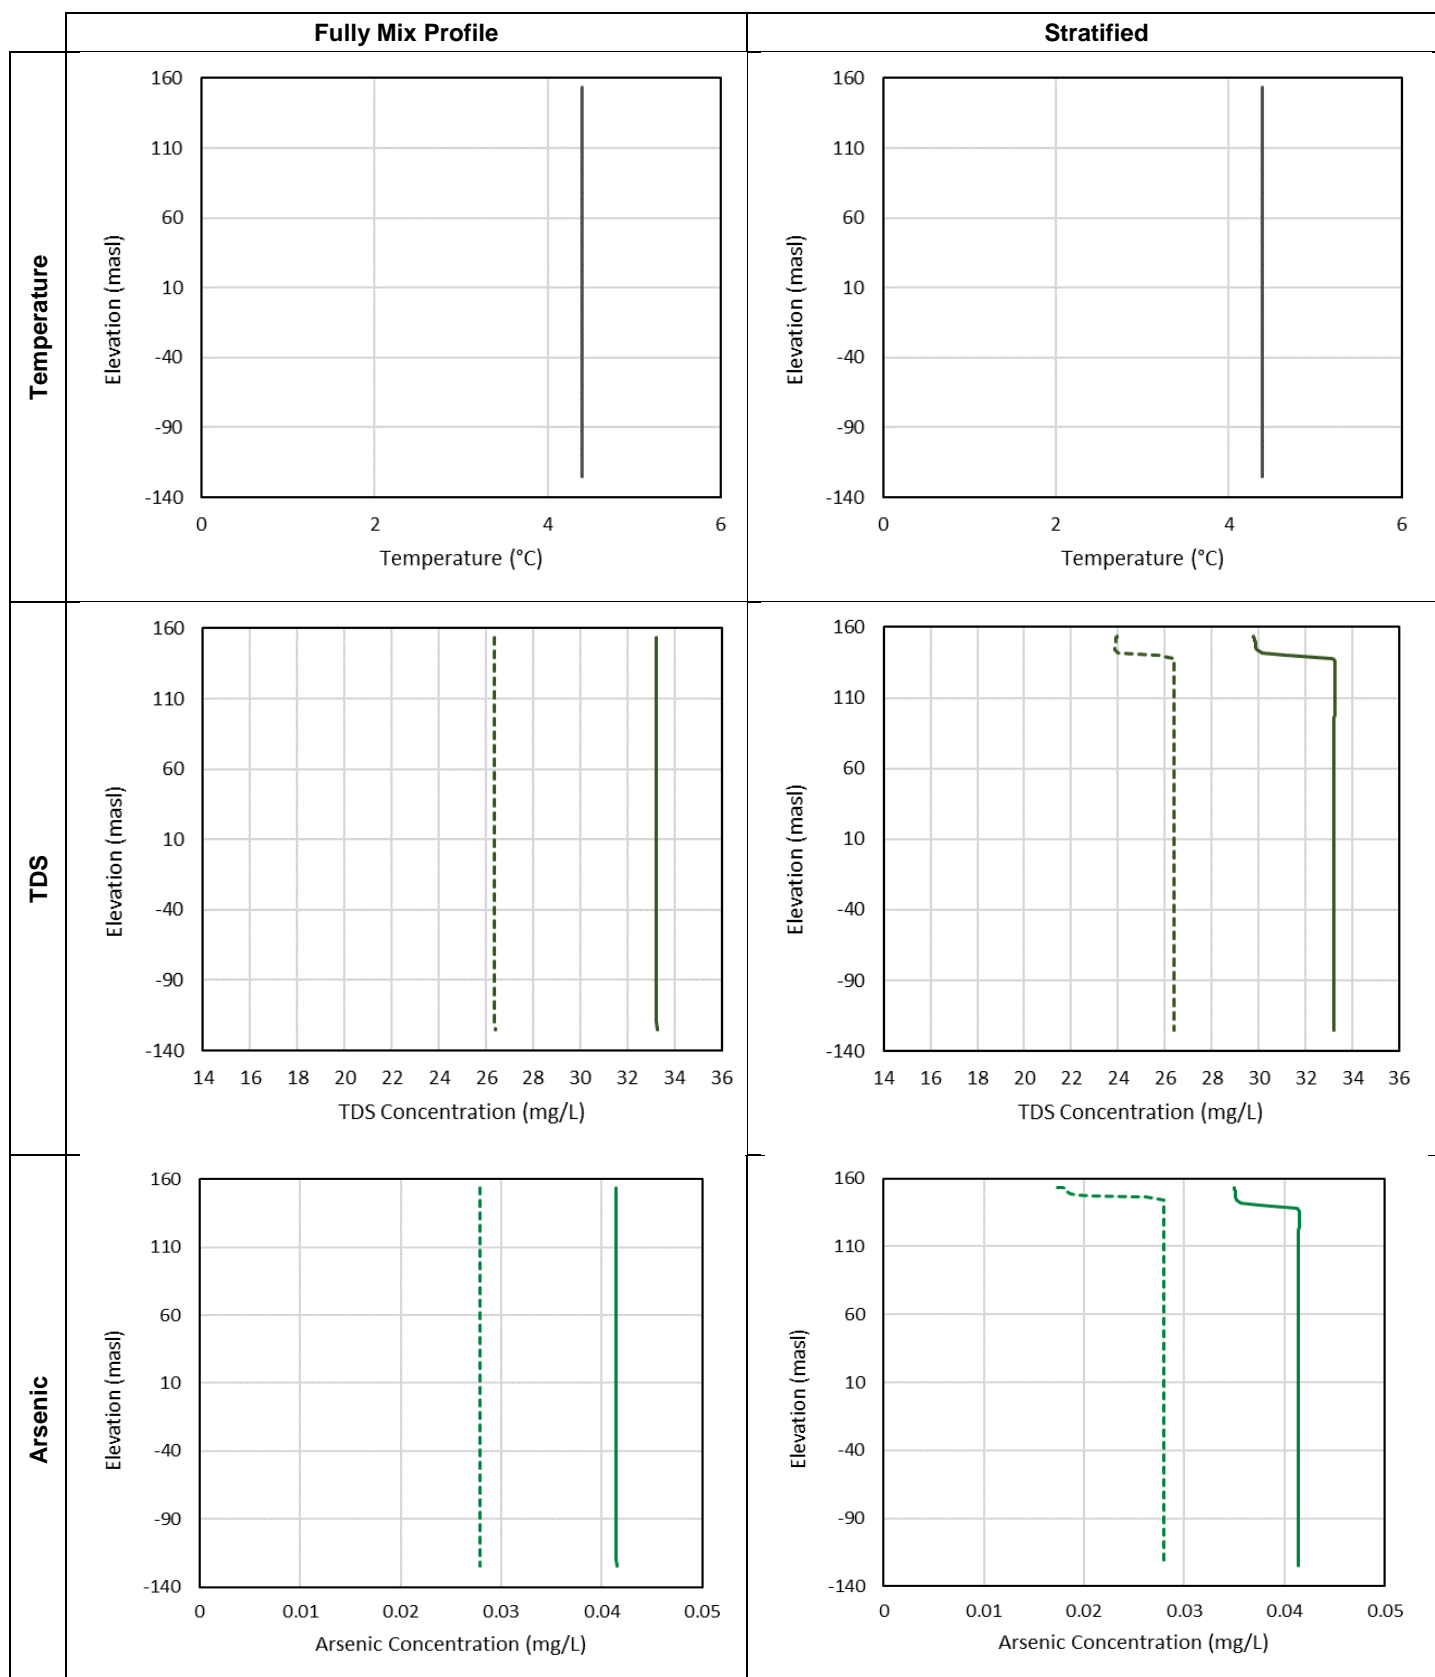 Fully Mix Profile
Stratified
Temperature
160
110
60
10
-40
-90
-140
Elevation (masl)
0 2 4 6
Temperature (°C)
160
110
60
10
-40
-90
-140
Elevation (masl)
0 2 4 6
Temperature (°C)
TDS
160
110
60
10
-40
-90
-140
Elevation (masl)
14 16 18 20 22 24 26 28 30 32 34 36
TDS Concentration (mg/L)
160
110
60
10
-40
-90
-140
Elevation (masl)
14 16 18 20 22 24 26 28 30 32 34 36
TDS Concentration (mg/L)
Arsenic
160
110
60
10
-40
-90
-140
Elevation (masl)
0 0.01 0.02 0.03 0.04 0.05
Arsenic Concentration (mg/L)
160
110
60
10
-40
-90
-140
Elevation (masl)
0 0.01 0.02 0.03 0.04 0.05
Arsenic Concentration (mg/L)